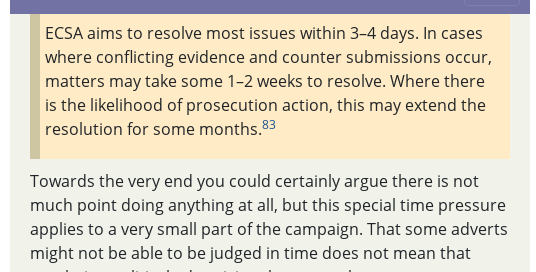 ECSA aims to resolve most issues within 3–4 days. In cases
where conflicting evidence and counter submissions occur,
matters may take some 1–2 weeks to resolve. Where there
is the likelihood of prosecution action, this may extend the
resolution for some months.83
Towards the very end you could certainly argue there is not
much point doing anything at all, but this special time pressure
applies to a very small part of the campaign. That some adverts
might not be able to be judged in time does not mean that